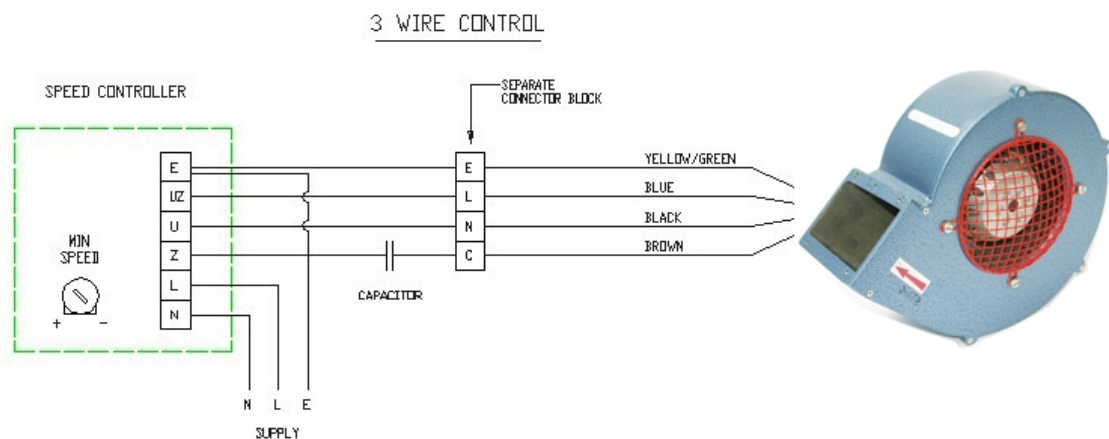 3 WIRE CONTROL
SPEED CONTROLLER
SEPARATE
CONNECTOR BLOCK
MIN
SPEED
+ -
E
UZ
U
Z
L
N
CAPACITOR
E
L
N
C
YELLOW/GREEN
BLUE
BLACK
BROWN
N L E
SUPPLY